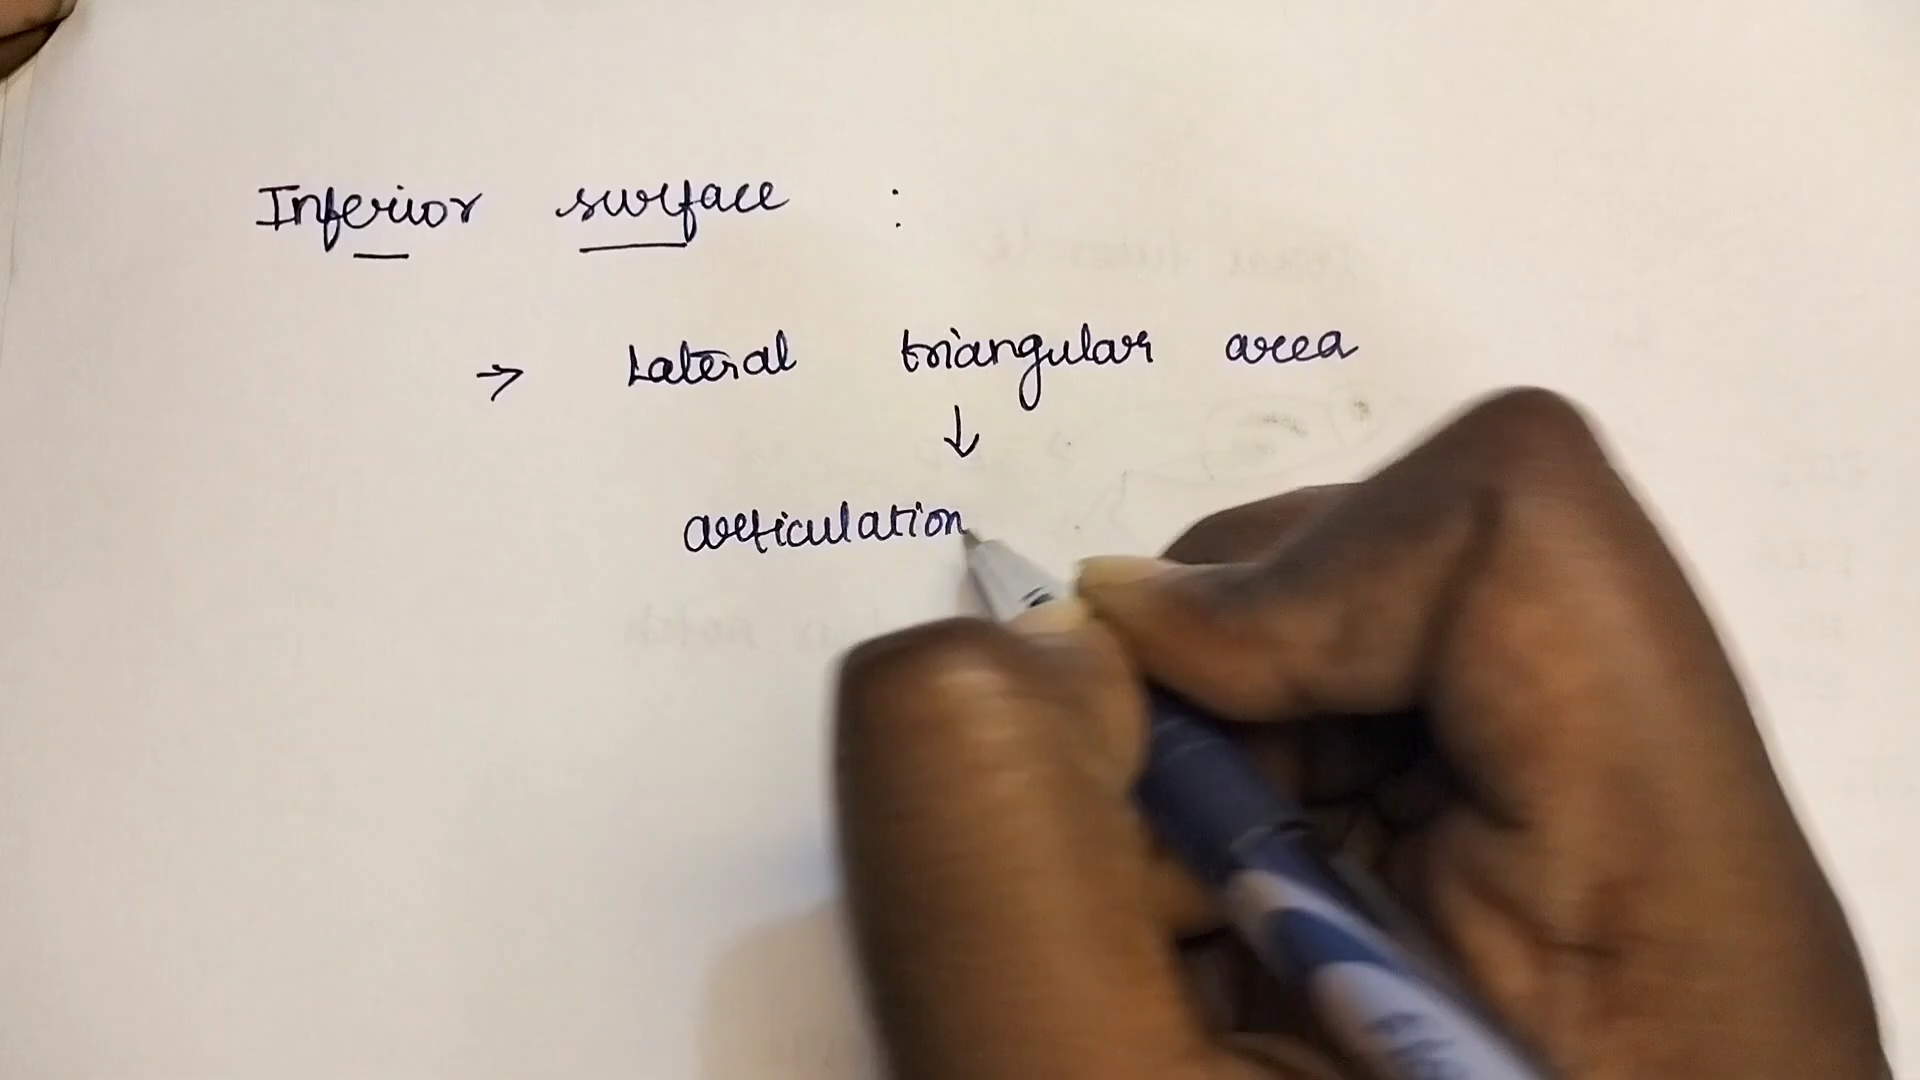 Inferior surface :
→ Lateral triangular area
↓
articulation